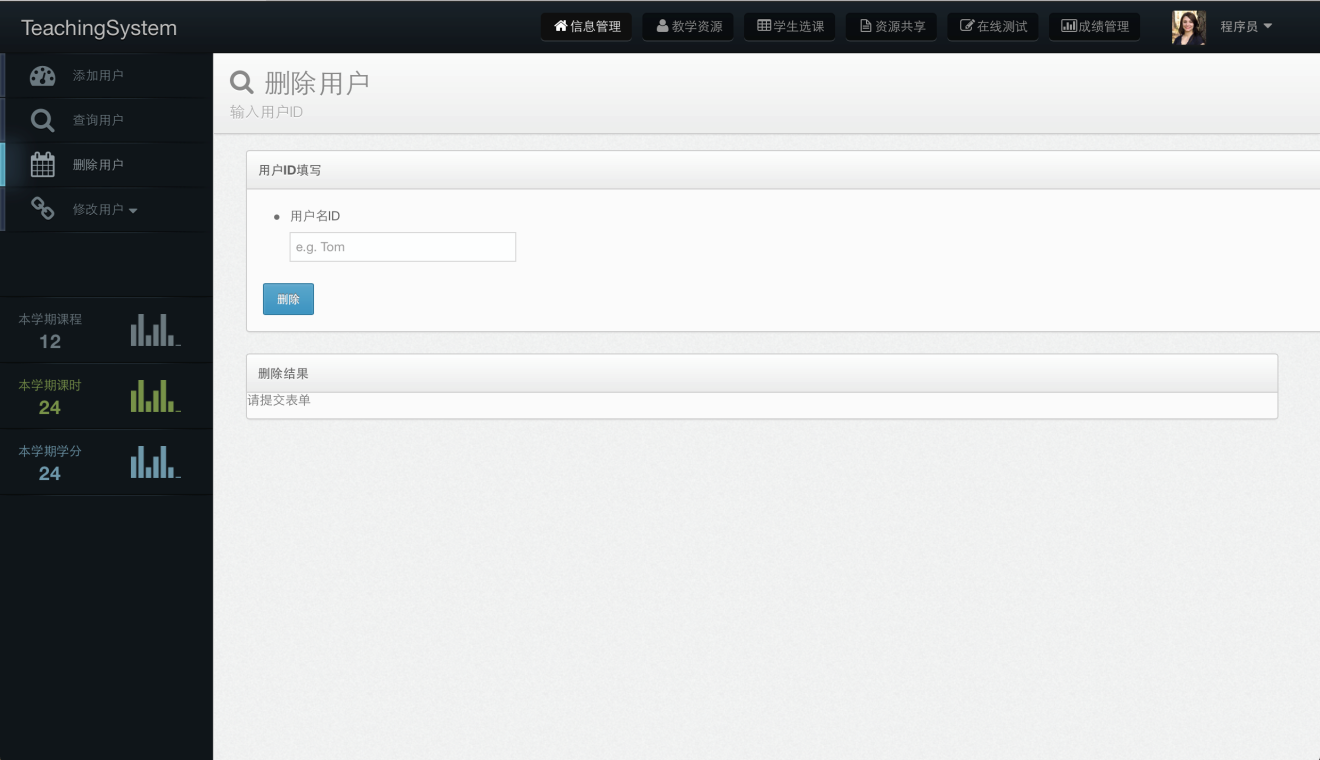 TeachingSystem
信息管理
教学资源
学生选课
资源共享
在线测试
成绩管理
程序员
添加用户
查询用户
删除用户
修改用户
本学期课程
12
本学期课时
24
本学期学分
24
删除用户
输入用户ID
用户ID填写
用户名ID
e.g. Tom
删除
删除结果
请提交表单